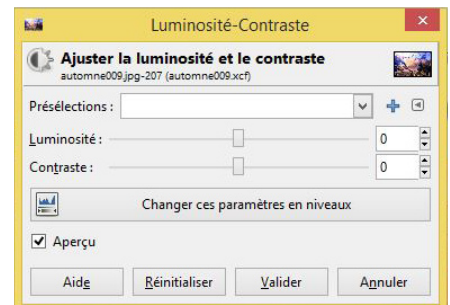 Luminosité-Contraste
Ajuster la luminosité et le contraste
automne009.jpg-207 (automne009.xcf)
Présélections :
Luminosité : 0
Contraste : 0
Changer ces paramètres en niveaux
Aperçu
Aide Réinitialiser Valider Annuler